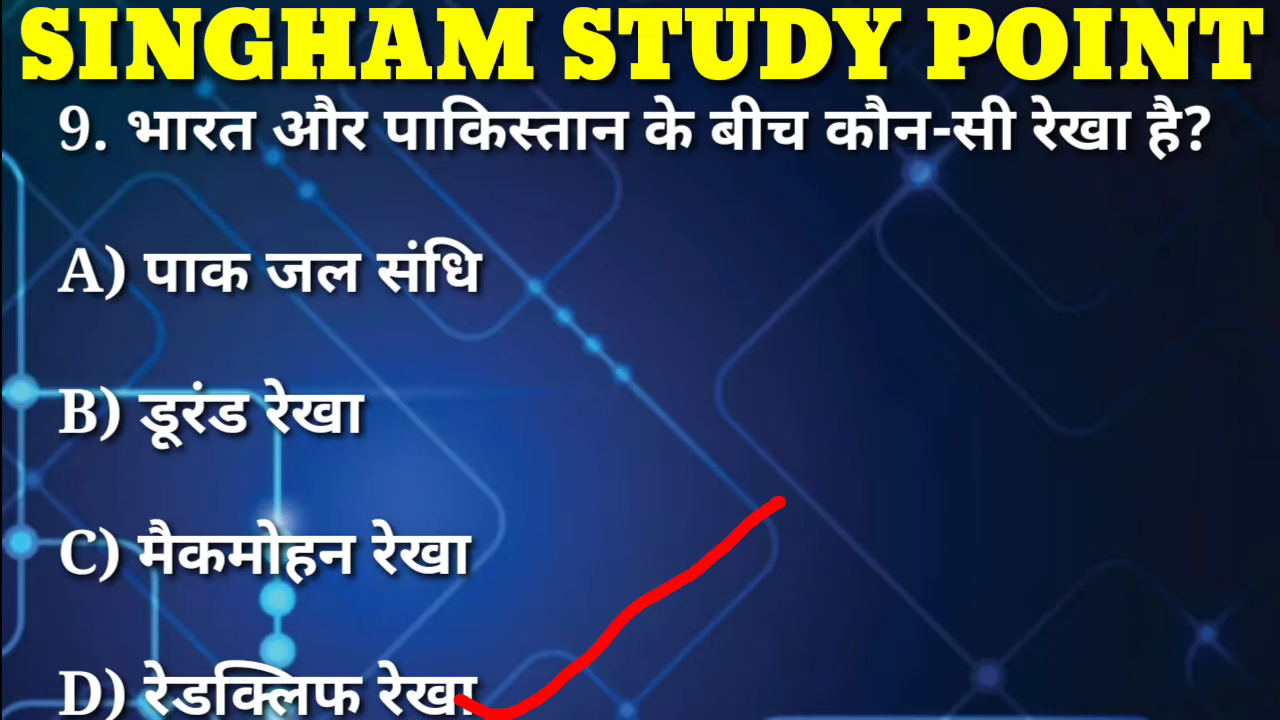 SINGHAM STUDY POINT
9. भारत और पाकिस्तान के बीच कौन-सी रेखा है?
A) पाक जल संधि
B) डूरंड रेखा
C) मैकमोहन रेखा
D) रेडक्लिफ रेखा